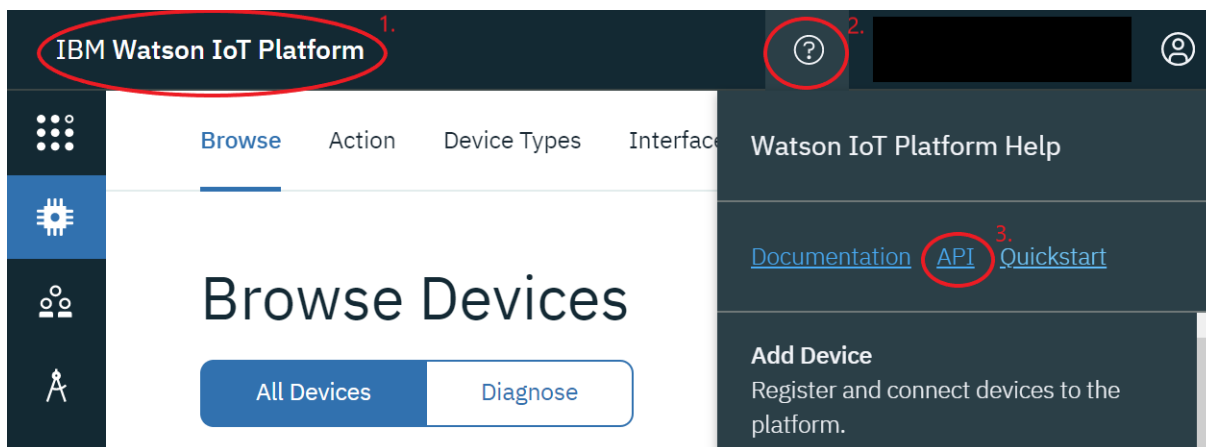 IBM Watson IoT Platform
1.
2.
Browse Action Device Types Interface
Watson IoT Platform Help
3.
Documentation API Quickstart
Browse Devices
All Devices Diagnose
Add Device
Register and connect devices to the
platform.